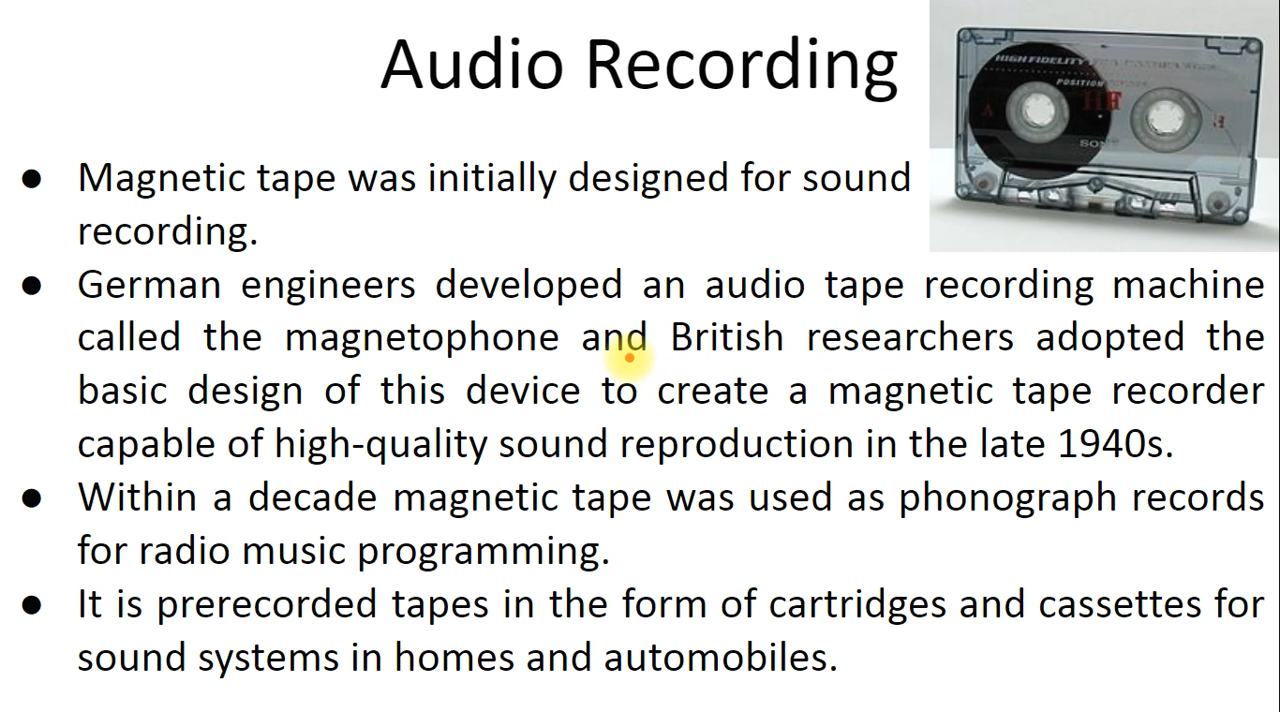 Audio Recording
HIGH FIDELITY
POSITION
HF
A
SONY
● Magnetic tape was initially designed for sound
recording.
● German engineers developed an audio tape recording machine
called the magnetophone and British researchers adopted the
basic design of this device to create a magnetic tape recorder
capable of high-quality sound reproduction in the late 1940s.
● Within a decade magnetic tape was used as phonograph records
for radio music programming.
● It is prerecorded tapes in the form of cartridges and cassettes for
sound systems in homes and automobiles.